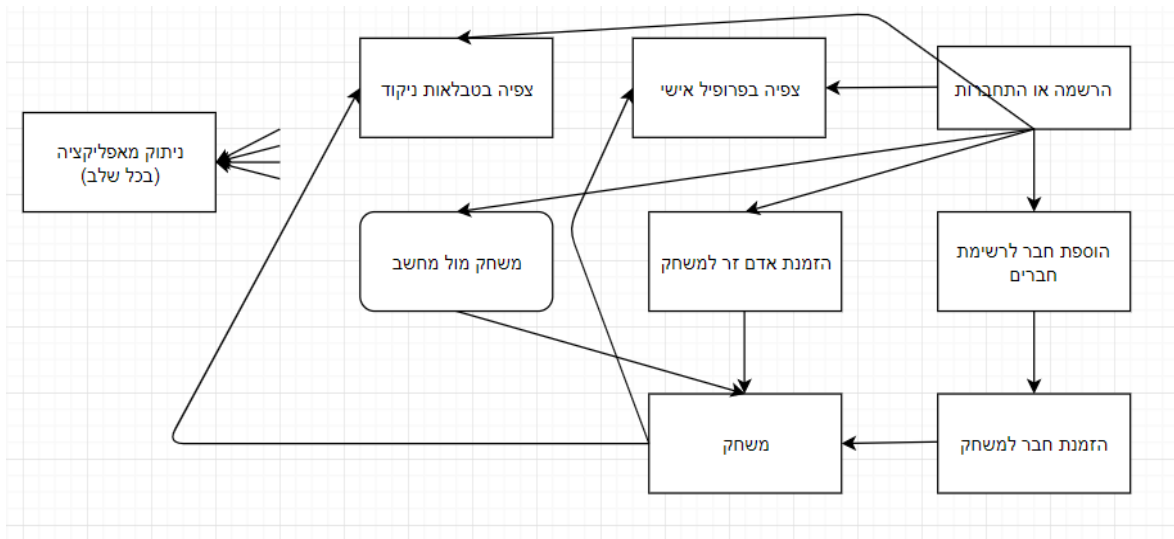 הרשמה או התחברות
צפיה בפרופיל אישי
צפיה בטבלאות ניקוד
ניתוק מאפליקציה
(בכל שלב)
הוספת חבר לרשימת
חברים
הזמנת אדם זר למשחק
משחק מול מחשב
הזמנת חבר למשחק
משחק